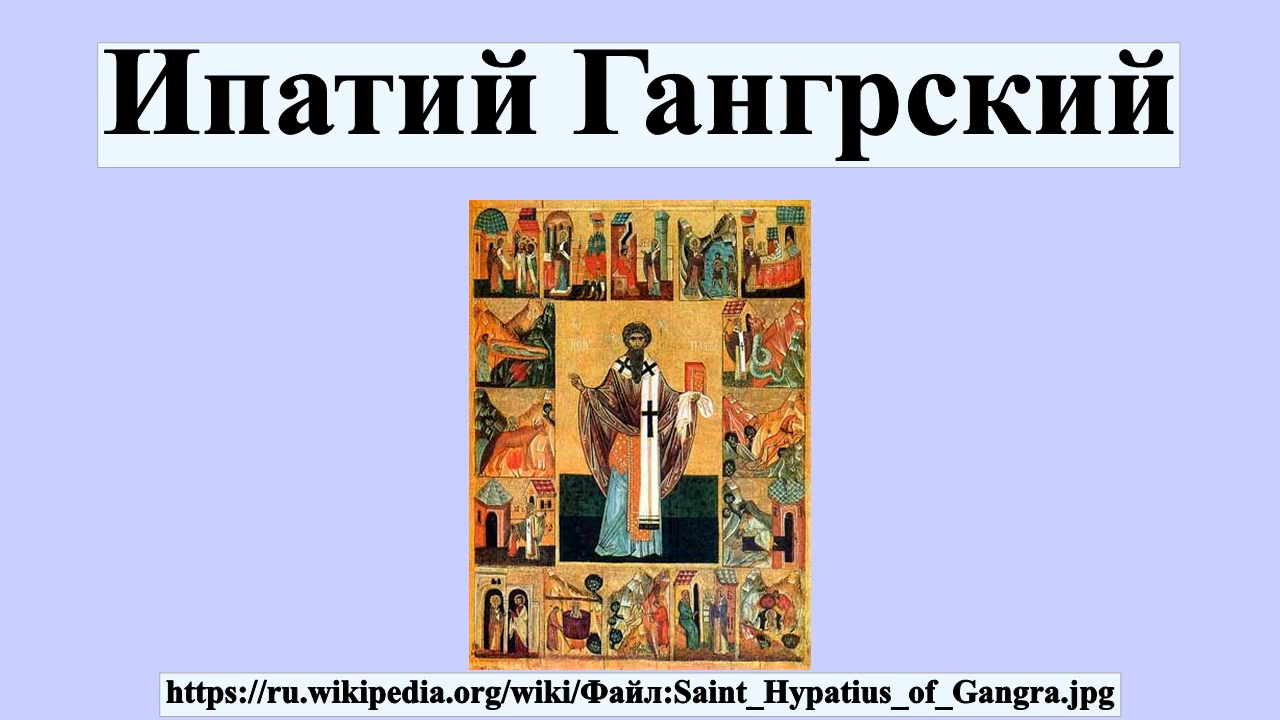 Ипатий Гангрский
https://ru.wikipedia.org/wiki/Файл:Saint_Hypatius_of_Gangra.jpg